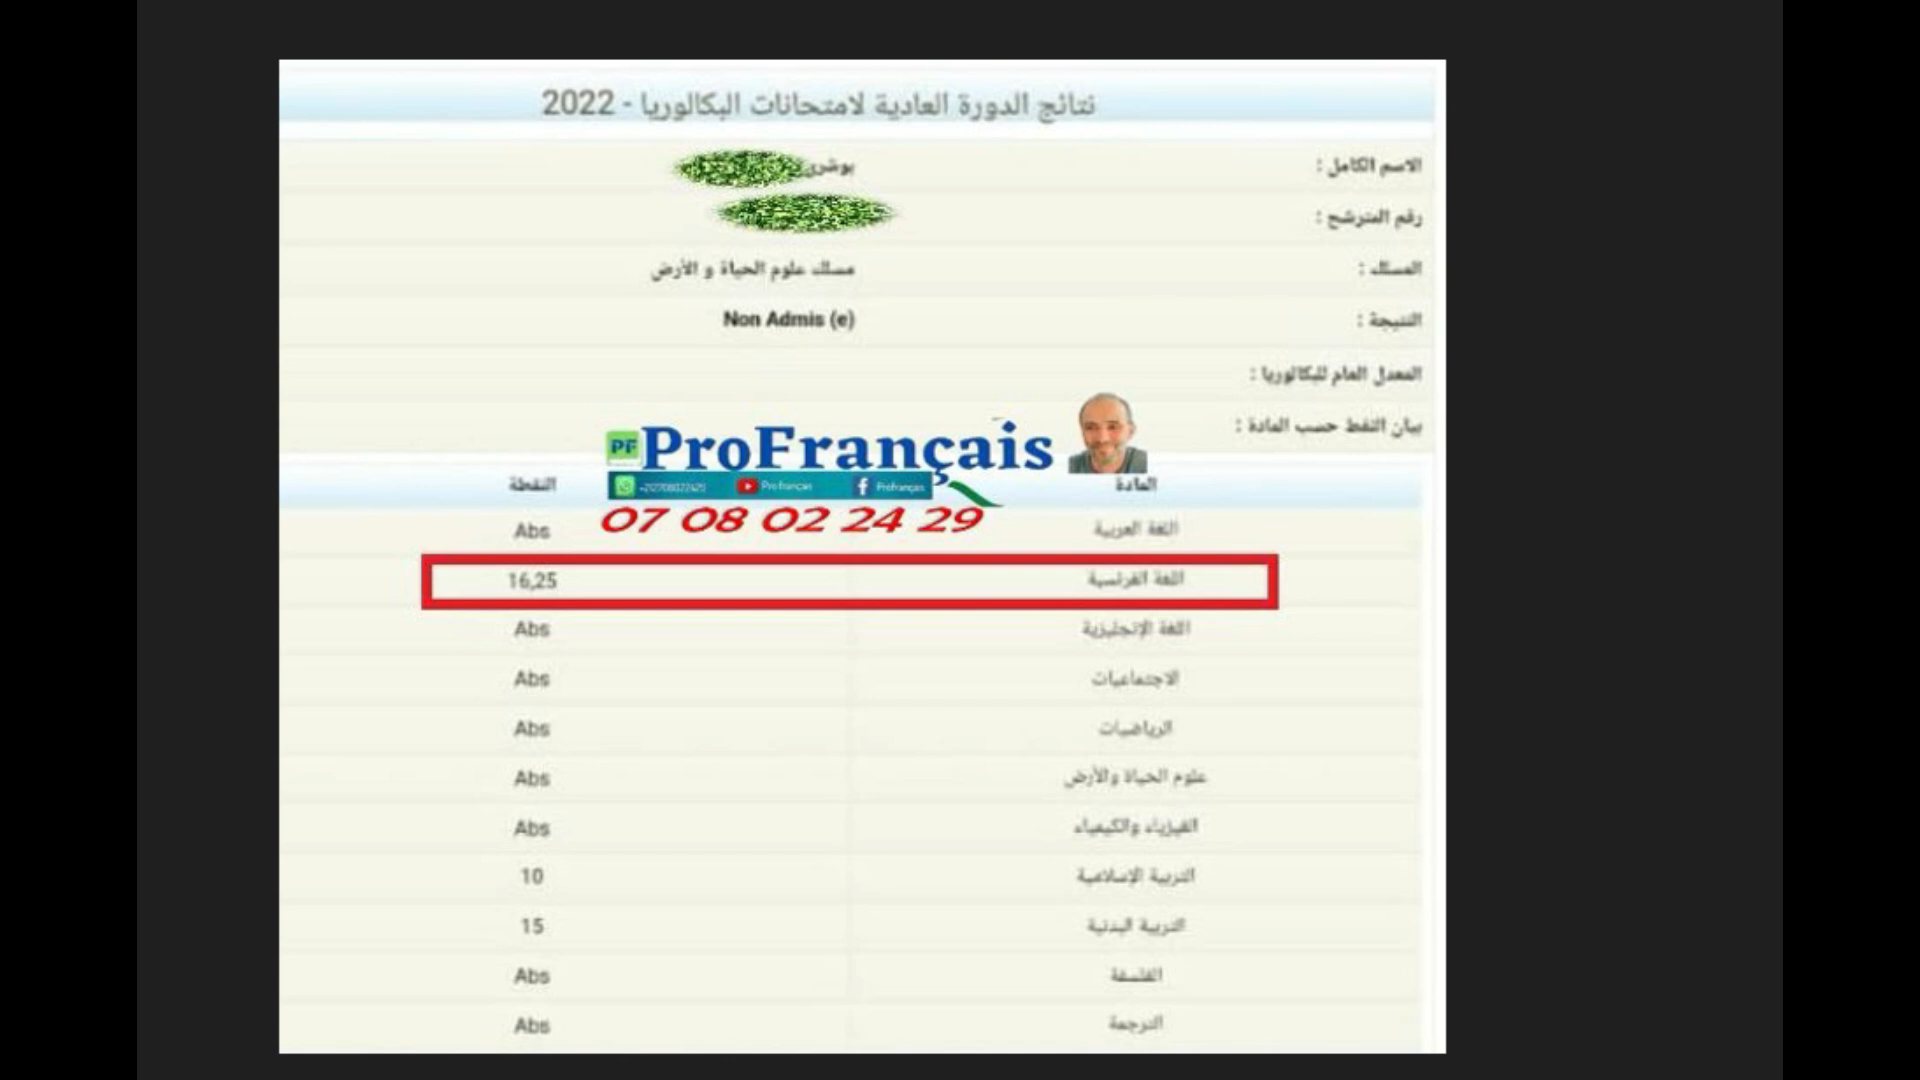 نتائج الدورة العادية لامتحانات البكالوريا - 2022
الاسم الكامل : بوشرى
رقم المترشح :
المسلك : مسلك علوم الحياة و الأرض
النتيجة : Non Admis (e)
المعدل العام للبكالوريا :
بيان النقط حسب المادة :
PF ProFrançais
Profrançais Profrançais
المادة النقطة
07 08 02 24 29
اللغة العربية Abs
اللغة الفرنسية 16,25
اللغة الإنجليزية Abs
الاجتماعيات Abs
الرياضيات Abs
علوم الحياة والأرض Abs
الفيزياء والكيمياء Abs
التربية الإسلامية 10
التربية البدنية 15
الفلسفة Abs
الترجمة Abs